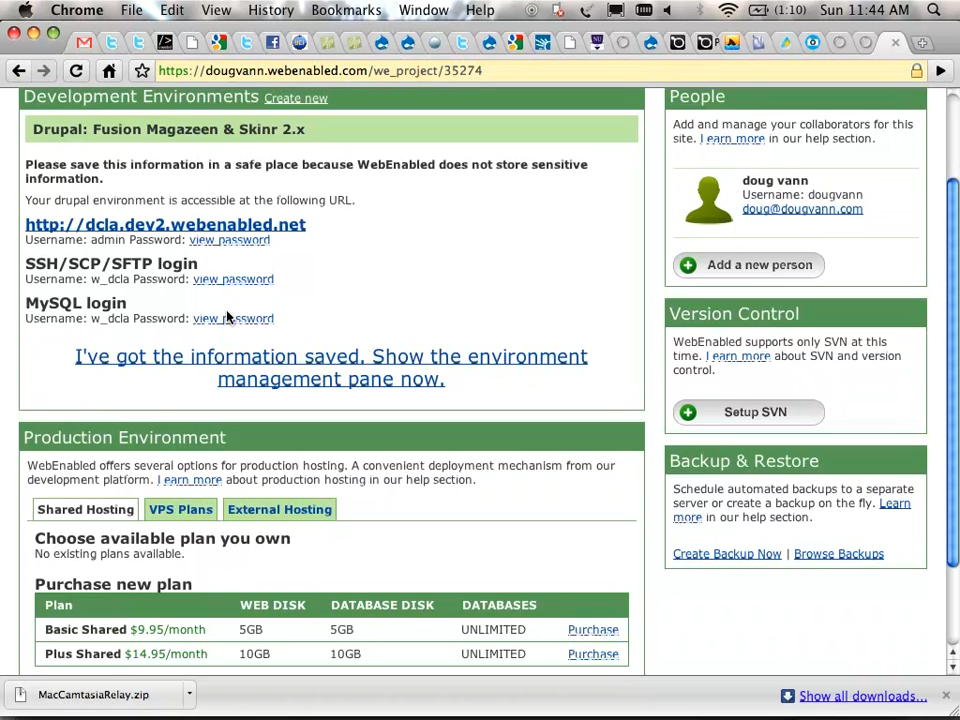 Chrome File Edit View History Bookmarks Window Help (1:10) Sun 11:44 AM
https://dougvann.webenabled.com/we_project/35274
Development Environments Create new
Drupal: Fusion Magazeen & Skinr 2.x
Please save this information in a safe place because WebEnabled does not store sensitive
information.
Your drupal environment is accessible at the following URL.
http://dcla.dev2.webenabled.net
Username: admin Password: view password
SSH/SCP/SFTP login
Username: w_dcla Password: view password
MySQL login
Username: w_dcla Password: view password
I've got the information saved. Show the environment
management pane now.
Production Environment
WebEnabled offers several options for production hosting. A convenient deployment mechanism from our
development platform. Learn more about production hosting in our help section.
Shared Hosting VPS Plans External Hosting
Choose available plan you own
No existing plans available.
Purchase new plan
Plan WEB DISK DATABASE DISK DATABASES
Basic Shared $9.95/month 5GB 5GB UNLIMITED Purchase
Plus Shared $14.95/month 10GB 10GB UNLIMITED Purchase
People
Add and manage your collaborators for this
site. Learn more in our help section.
doug vann
Username: dougvann
doug@dougvann.com
Add a new person
Version Control
WebEnabled supports only SVN at this
time. Learn more about SVN and version
control.
Setup SVN
Backup & Restore
Schedule automated backups to a separate
server or create a backup on the fly. Learn
more in our help section.
Create Backup Now | Browse Backups
MacCamtasiaRelay.zip
Show all downloads...